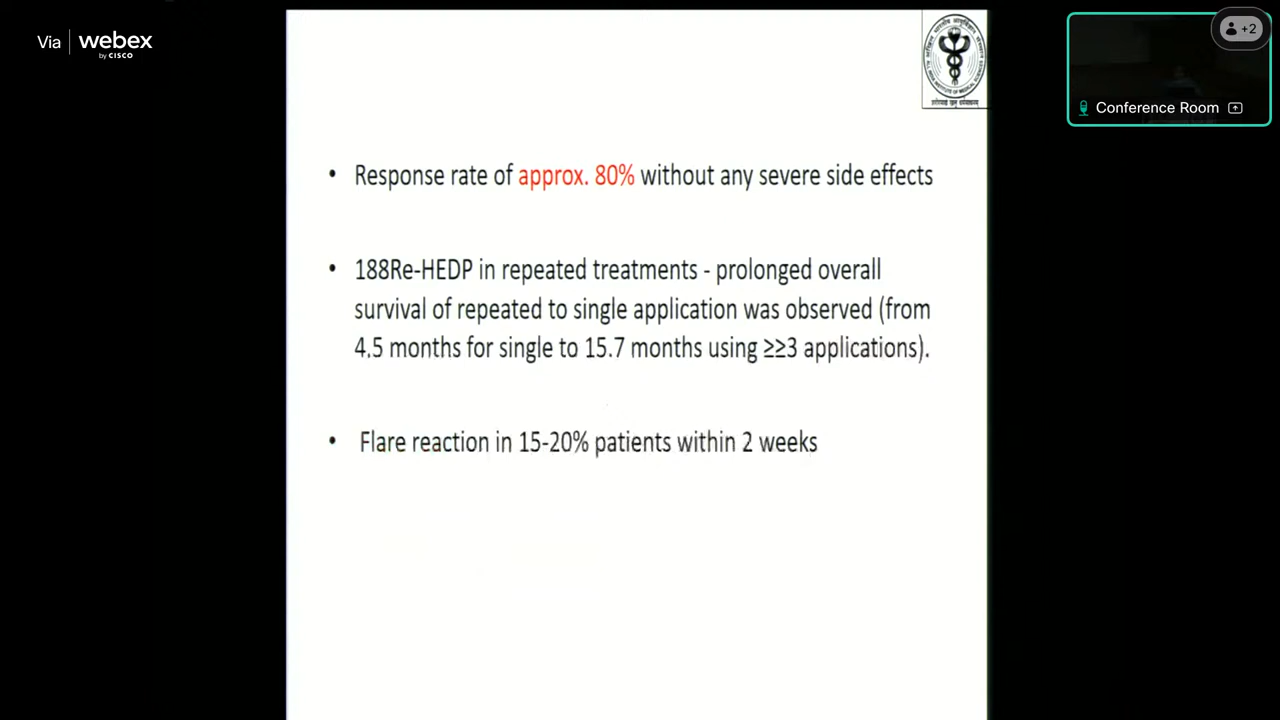 Via webex
by CISCO
+2
Conference Room
• Response rate of approx. 80% without any severe side effects
• 188Re-HEDP in repeated treatments - prolonged overall
survival of repeated to single application was observed (from
4.5 months for single to 15.7 months using ≥≥3 applications).
• Flare reaction in 15-20% patients within 2 weeks